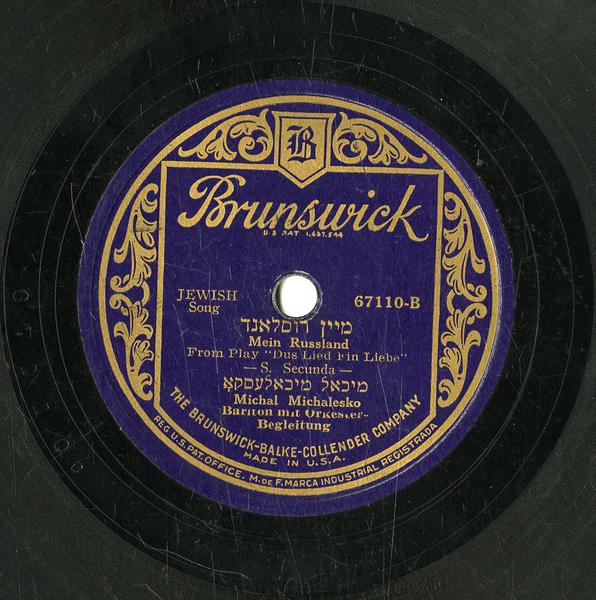 B
Brunswick
U S PAT 1,637,544
JEWISH
Song
67110-B
מיין רוסלאנד
Mein Russland
From Play "Dus Lied Fin Liebe"
— S. Secunda —
מיכאל מיכאלעסקאָ
Michal Michalesko
Bariton mit Orkester-
Begleitung
THE BRUNSWICK-BALKE-COLLENDER COMPANY
MADE IN U.S.A.
REG. U.S. PAT. OFFICE. M. DE F. MARCA INDUSTRIAL REGISTRADA